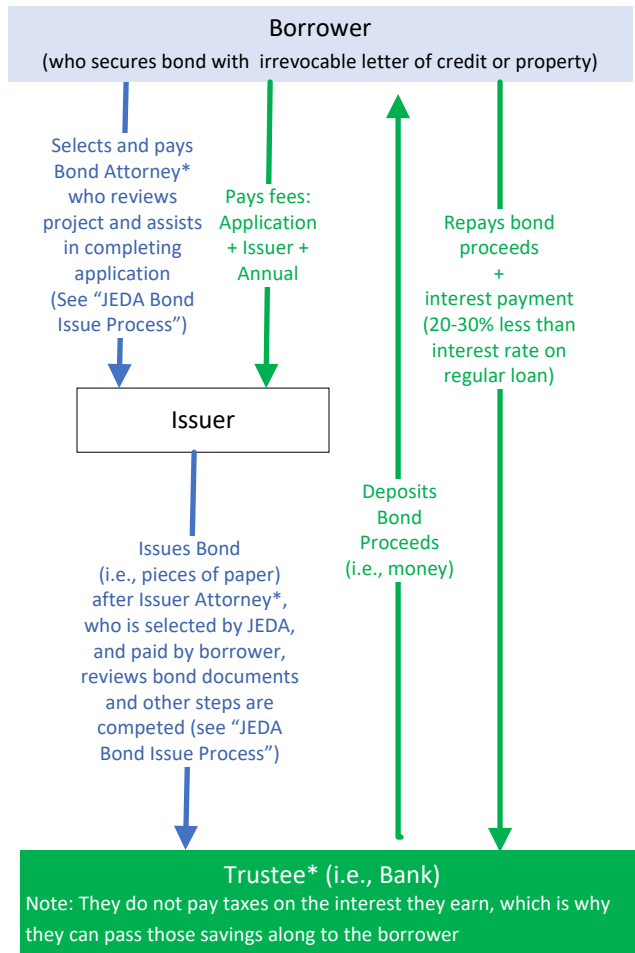 Borrower
(who secures bond with irrevocable letter of credit or property)
Selects and pays
Bond Attorney*
who reviews
project and assists
in completing
application
(See “JEDA Bond
Issue Process”)
Pays fees:
Application
+ Issuer +
Annual
Repays bond
proceeds
+
interest payment
(20-30% less than
interest rate on
regular loan)
Issuer
Deposits
Bond
Proceeds
(i.e., money)
Issues Bond
(i.e., pieces of paper)
after Issuer Attorney*,
who is selected by JEDA,
and paid by borrower,
reviews bond documents
and other steps are
competed (see “JEDA
Bond Issue Process”)
Trustee* (i.e., Bank)
Note: They do not pay taxes on the interest they earn, which is why
they can pass those savings along to the borrower